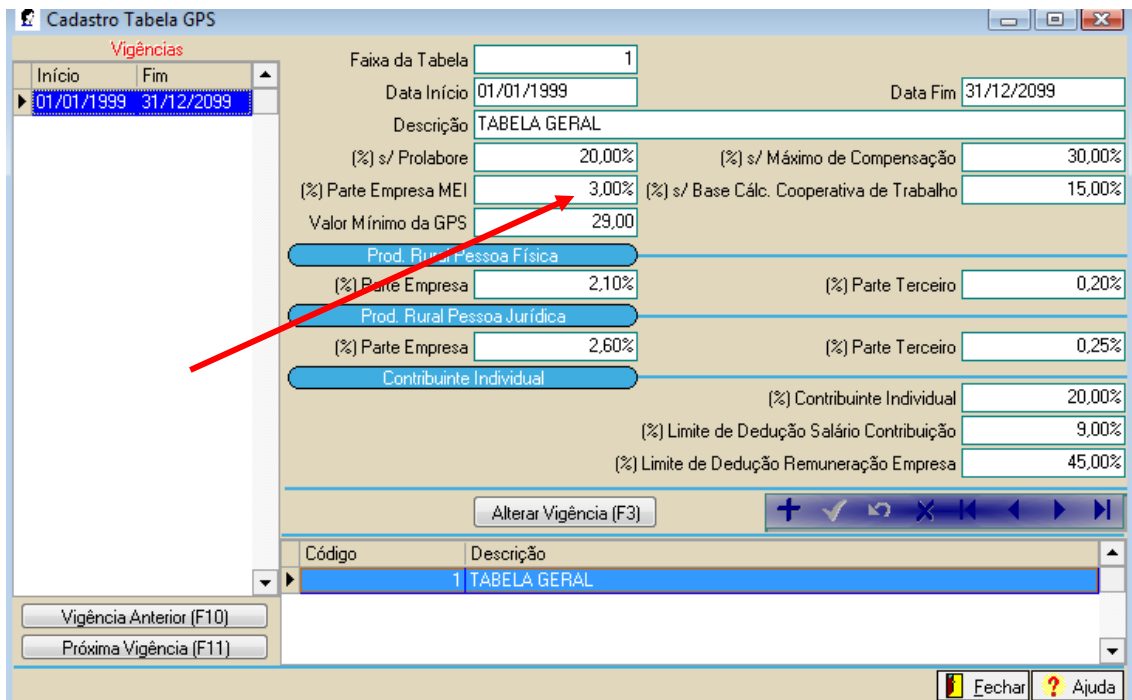 Cadastro Tabela GPS
Vigências
Início Fim
01/01/1999 31/12/2099
Faixa da Tabela 1
Data Início 01/01/1999 Data Fim 31/12/2099
Descrição TABELA GERAL
(%) s/ Prolabore 20,00% (%) s/ Máximo de Compensação 30,00%
(%) Parte Empresa MEI 3,00% (%) s/ Base Cálc. Cooperativa de Trabalho 15,00%
Valor Mínimo da GPS 29,00
Prod. Rural Pessoa Física
(%) Parte Empresa 2,10% (%) Parte Terceiro 0,20%
Prod. Rural Pessoa Jurídica
(%) Parte Empresa 2,60% (%) Parte Terceiro 0,25%
Contribuinte Individual
(%) Contribuinte Individual 20,00%
(%) Limite de Dedução Salário Contribuição 9,00%
(%) Limite de Dedução Remuneração Empresa 45,00%
Alterar Vigência (F3)
Código Descrição
1 TABELA GERAL
Vigência Anterior (F10)
Próxima Vigência (F11)
Fechar ? Ajuda